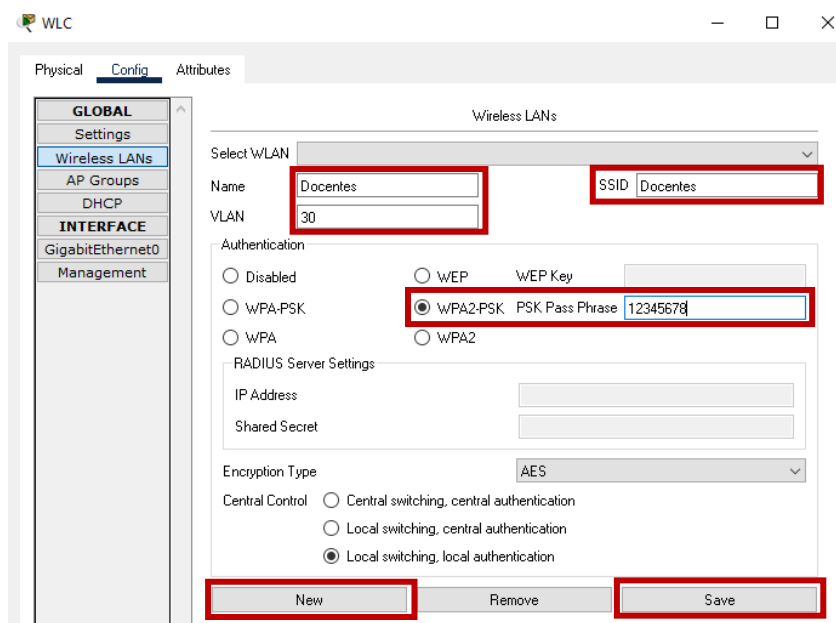 WLC
Physical Config Attributes
GLOBAL
Settings
Wireless LANs
AP Groups
DHCP
INTERFACE
GigabitEthernet0
Management
Wireless LANs
Select WLAN
Name Docentes SSID Docentes
VLAN 30
Authentication
Disabled WEP WEP Key
WPA-PSK WPA2-PSK PSK Pass Phrase 12345678
WPA WPA2
RADIUS Server Settings
IP Address
Shared Secret
Encryption Type AES
Central Control Central switching, central authentication
Local switching, central authentication
Local switching, local authentication
New Remove Save